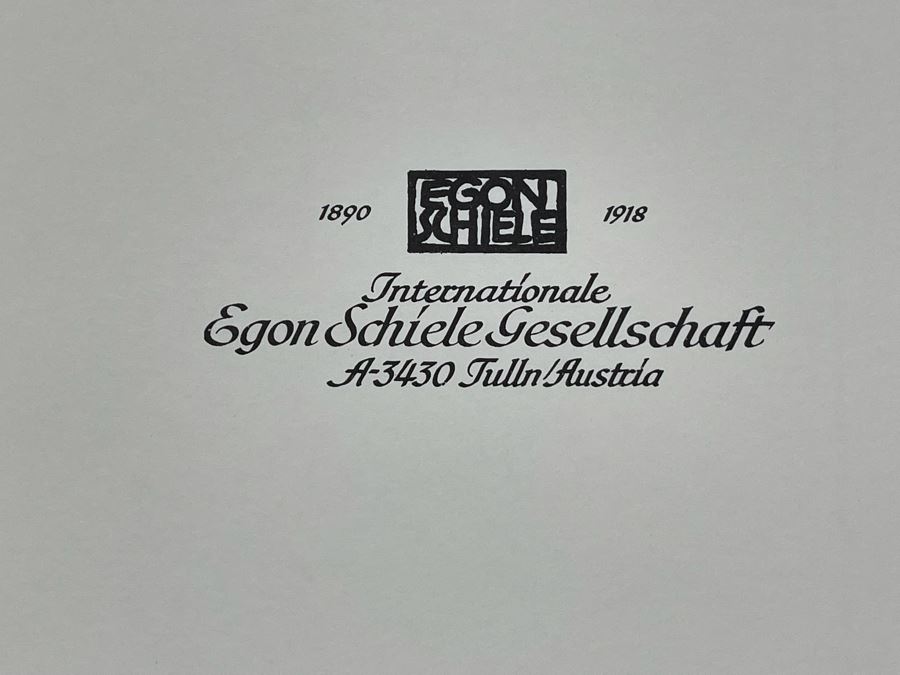 1890 EGON 1918
SCHIELE
Internationale
Egon Schiele Gesellschaft
A-3430 Tulln/Austria